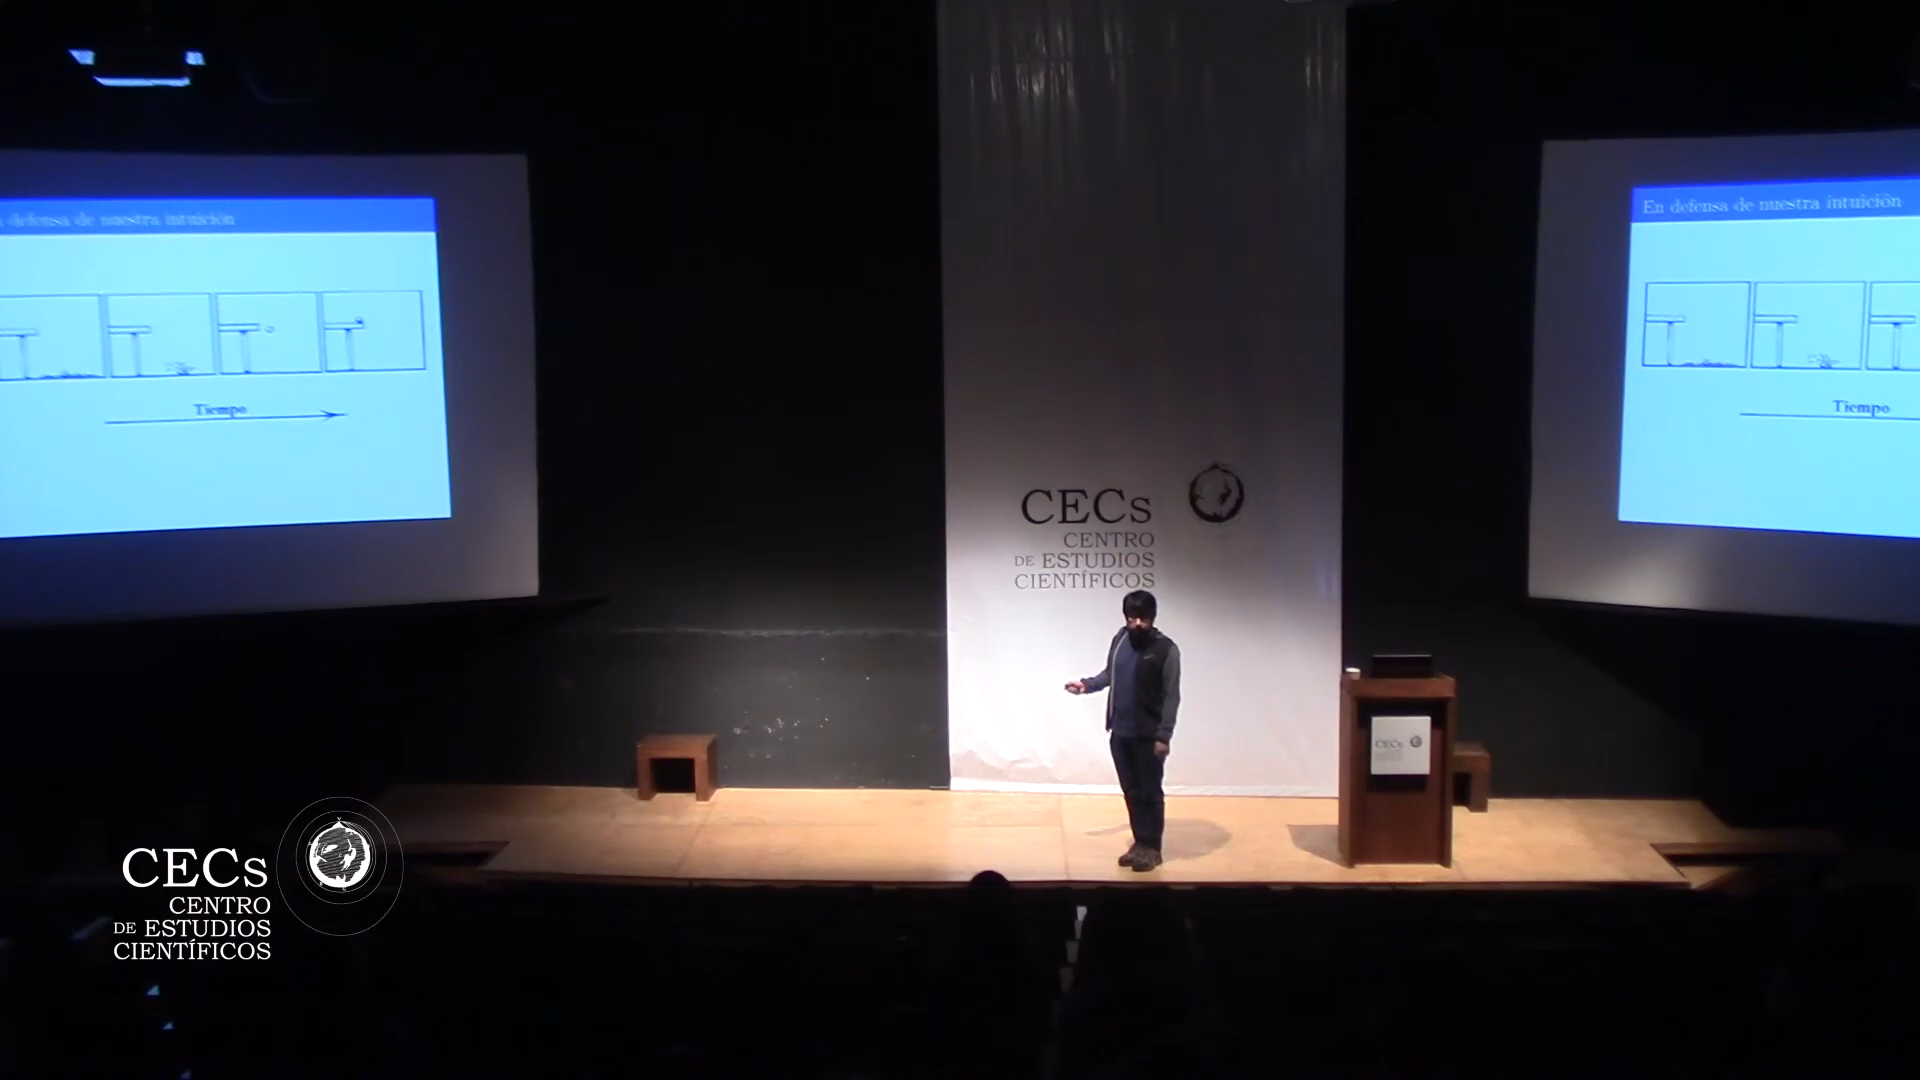 defensa de nuestra intuición
Tiempo
En defensa de nuestra intuición
Tiempo
CECs
CENTRO
DE ESTUDIOS
CIENTÍFICOS
CECs
CECs
CENTRO
DE ESTUDIOS
CIENTÍFICOS